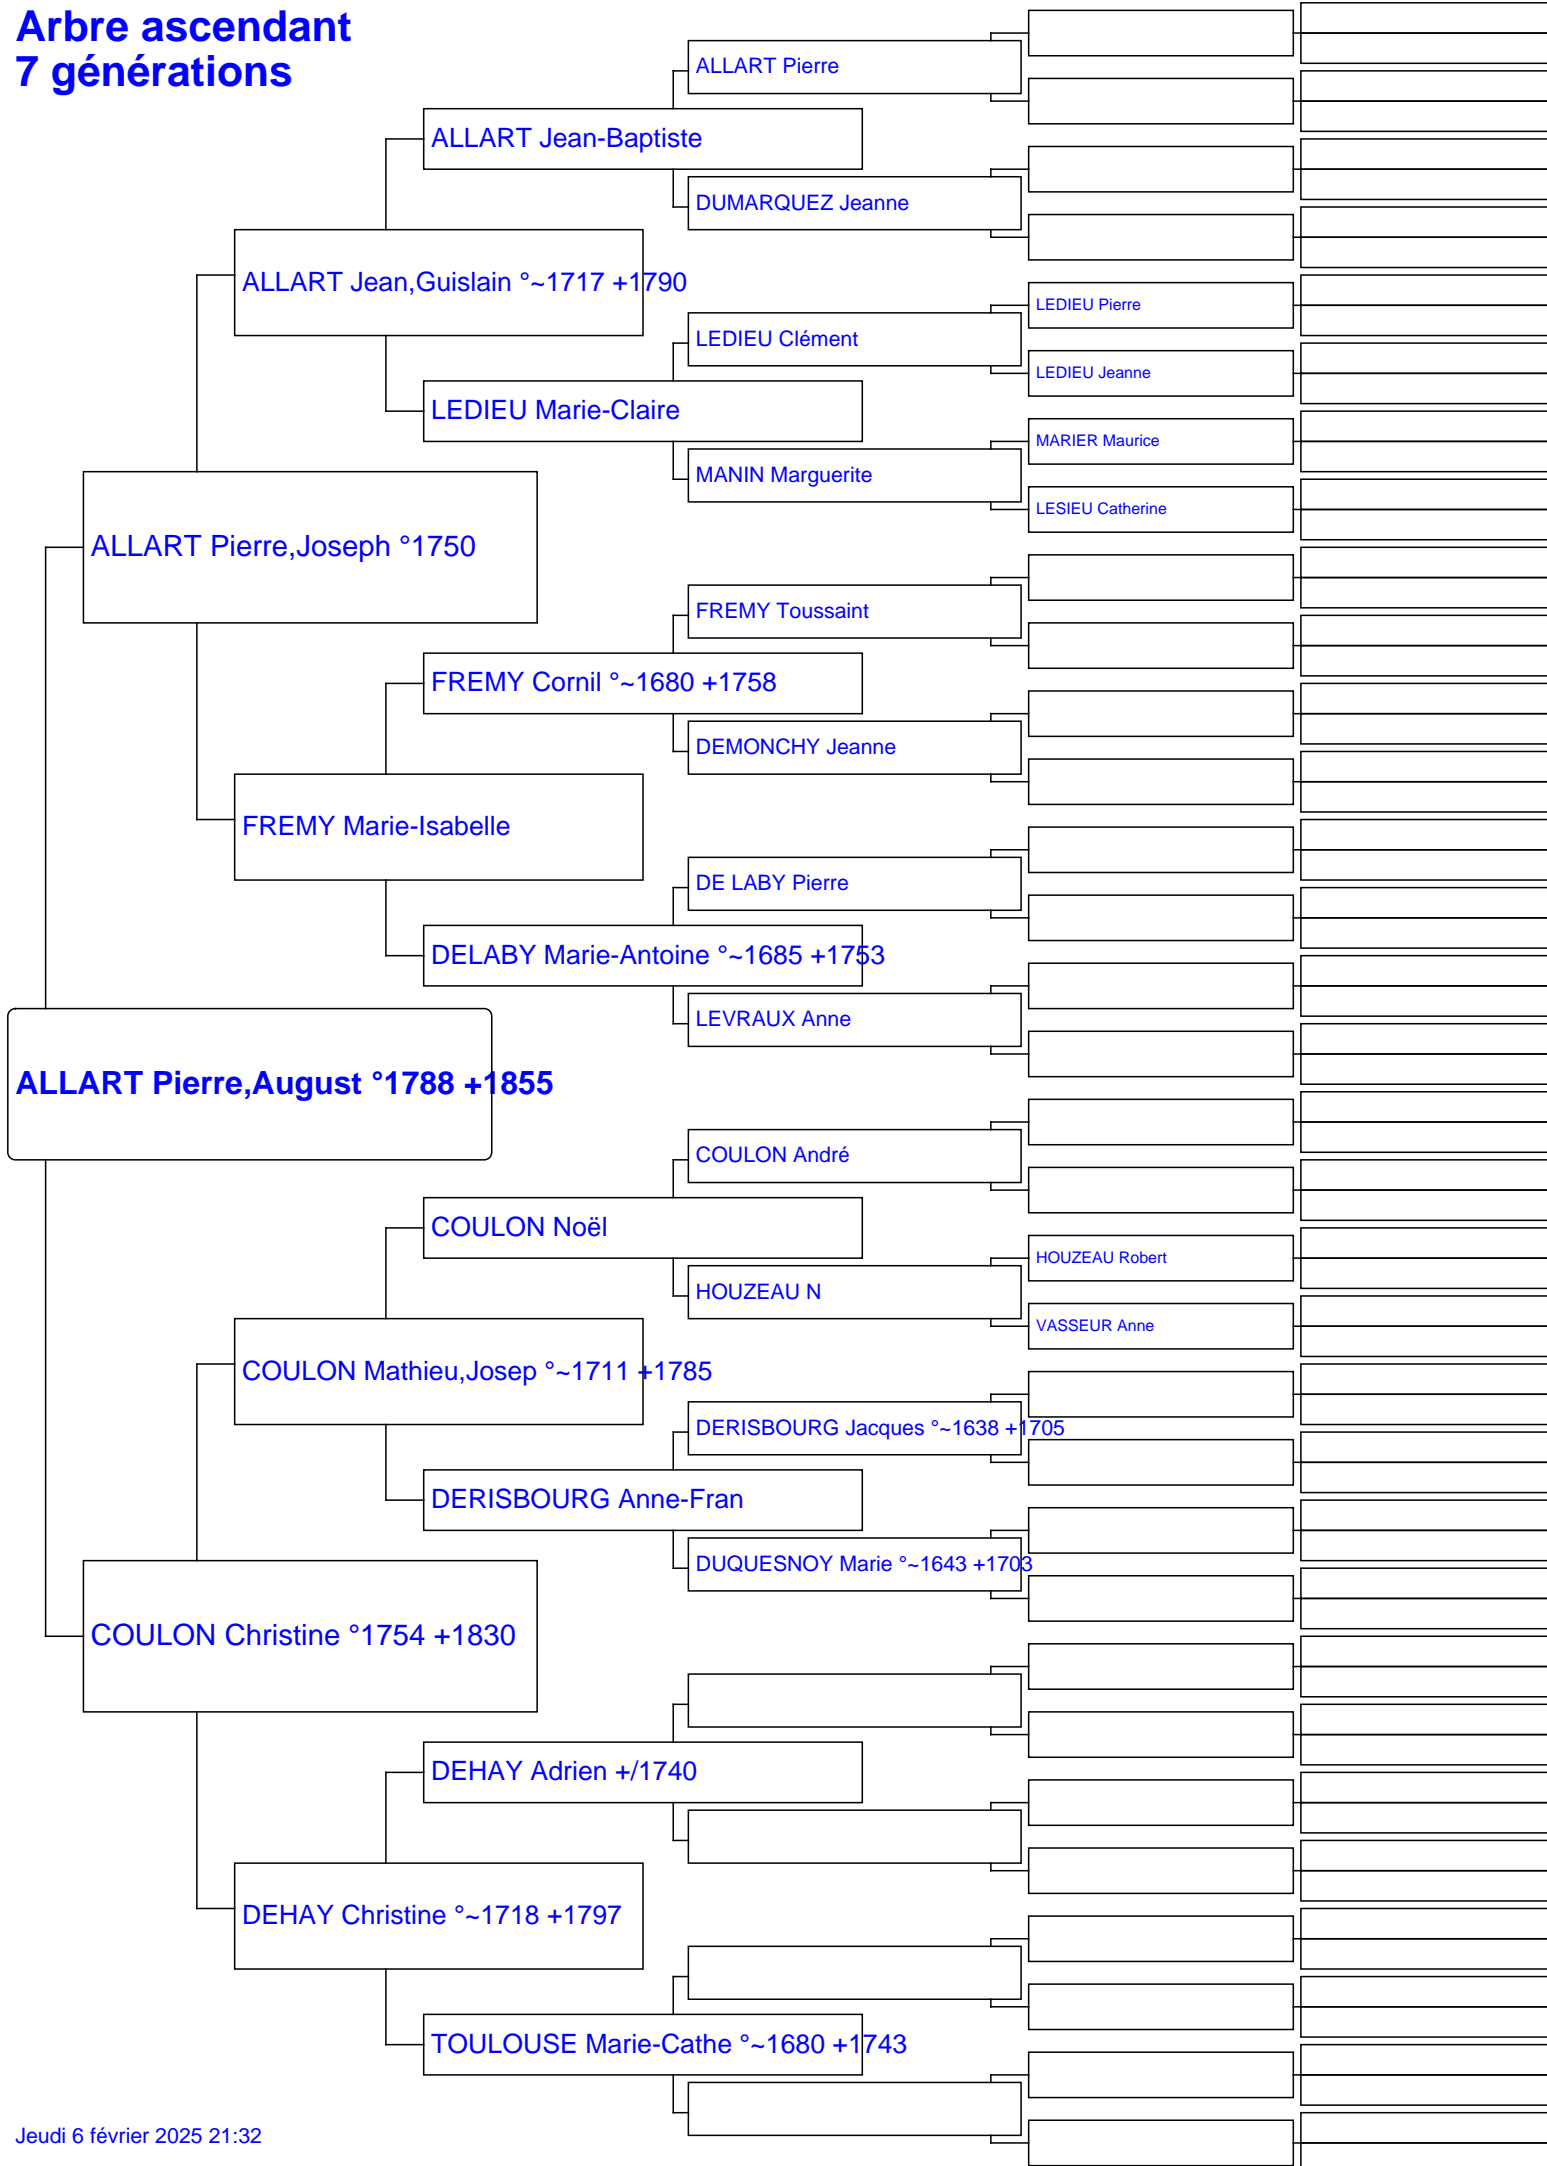 Arbre ascendant
7 générations
ALLART Pierre
ALLART Jean-Baptiste
DUMARQUEZ Jeanne
ALLART Jean,Guislain °~1717 +1790
LEDIEU Pierre
LEDIEU Clément
LEDIEU Jeanne
LEDIEU Marie-Claire
MARIER Maurice
MANIN Marguerite
LESIEU Catherine
ALLART Pierre,Joseph °1750
FREMY Toussaint
FREMY Cornil °~1680 +1758
DEMONCHY Jeanne
FREMY Marie-Isabelle
DE LABY Pierre
DELABY Marie-Antoine °~1685 +1753
LEVRAUX Anne
ALLART Pierre,August °1788 +1855
COULON André
COULON Noël
HOUZEAU Robert
HOUZEAU N
VASSEUR Anne
COULON Mathieu,Josep °~1711 +1785
DERISBOURG Jacques °~1638 +1705
DERISBOURG Anne-Fran
DUQUESNOY Marie °~1643 +1703
COULON Christine °1754 +1830
DEHAY Adrien +/1740
DEHAY Christine °~1718 +1797
TOULOUSE Marie-Cathe °~1680 +1743
Jeudi 6 février 2025 21:32